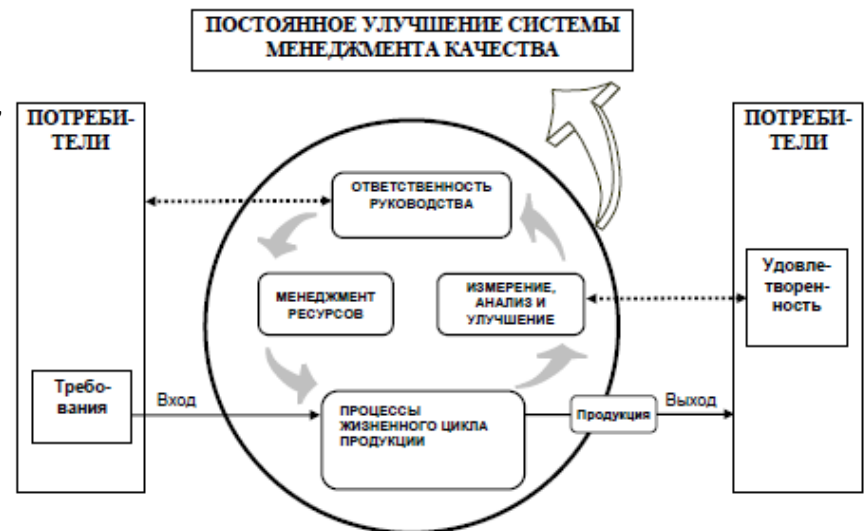 ПОСТОЯННОЕ УЛУЧШЕНИЕ СИСТЕМЫ
МЕНЕДЖМЕНТА КАЧЕСТВА
ПОТРЕБИ-
ТЕЛИ
ПОТРЕБИ-
ТЕЛИ
ОТВЕТСТВЕННОСТЬ
РУКОВОДСТВА
МЕНЕДЖМЕНТ
РЕСУРСОВ
ИЗМЕРЕНИЕ,
АНАЛИЗ И
УЛУЧШЕНИЕ
Удовле-
творен-
ность
Требо-
вания
Вход
ПРОЦЕССЫ
ЖИЗНЕННОГО ЦИКЛА
ПРОДУКЦИИ
Продукция
Выход